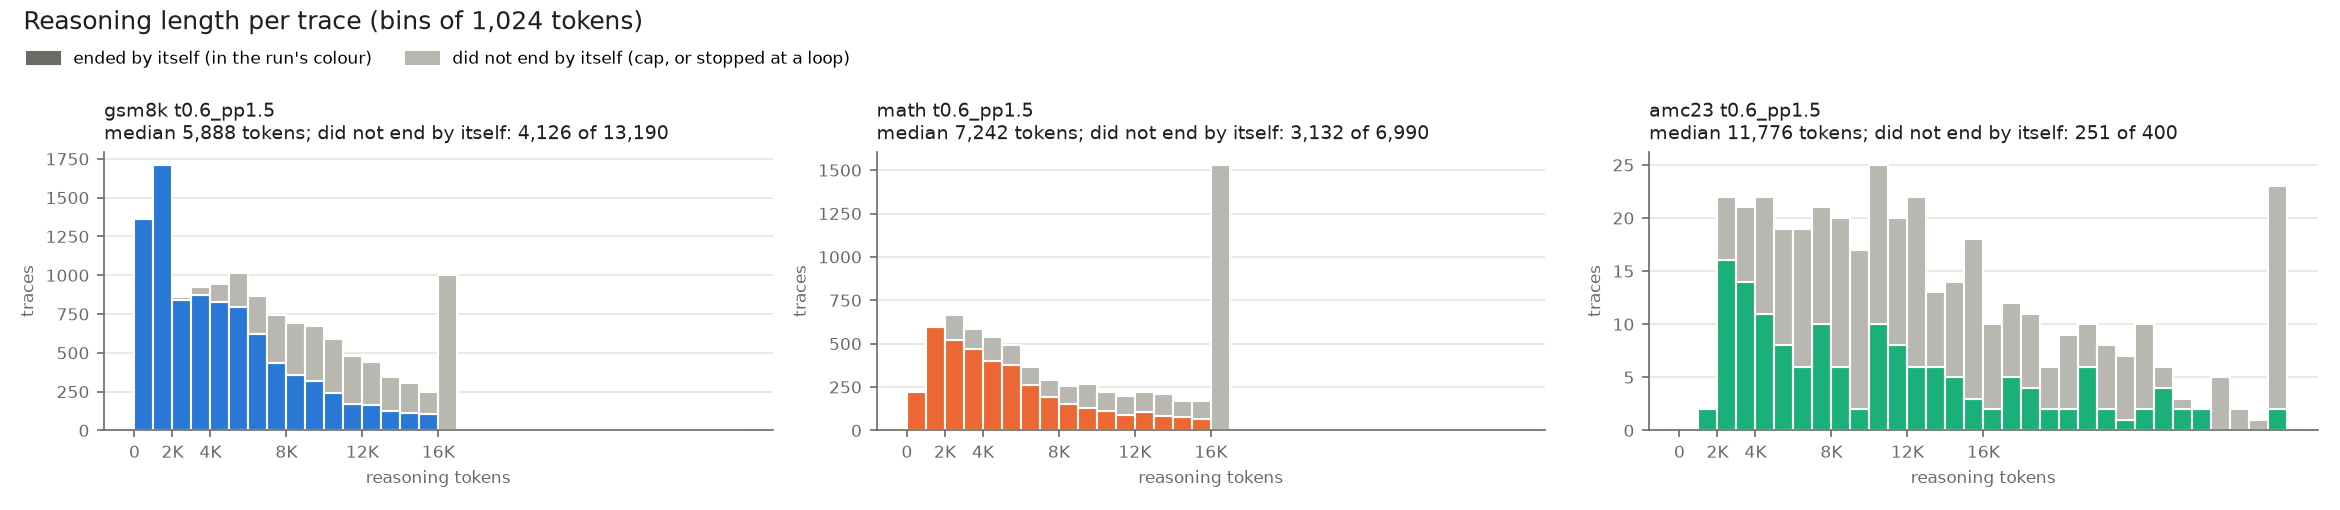 Reasoning length per trace (bins of 1,024 tokens)
ended by itself (in the run's colour)
did not end by itself (cap, or stopped at a loop)
gsm8k t0.6_pp1.5
median 5,888 tokens; did not end by itself: 4,126 of 13,190
1750
1500
1250
1000
750
500
250
0
traces
0 2K 4K 8K 12K 16K
reasoning tokens
math t0.6_pp1.5
median 7,242 tokens; did not end by itself: 3,132 of 6,990
1500
1250
1000
750
500
250
0
traces
0 2K 4K 8K 12K 16K
reasoning tokens
amc23 t0.6_pp1.5
median 11,776 tokens; did not end by itself: 251 of 400
25
20
15
10
5
0
traces
0 2K 4K 8K 12K 16K
reasoning tokens